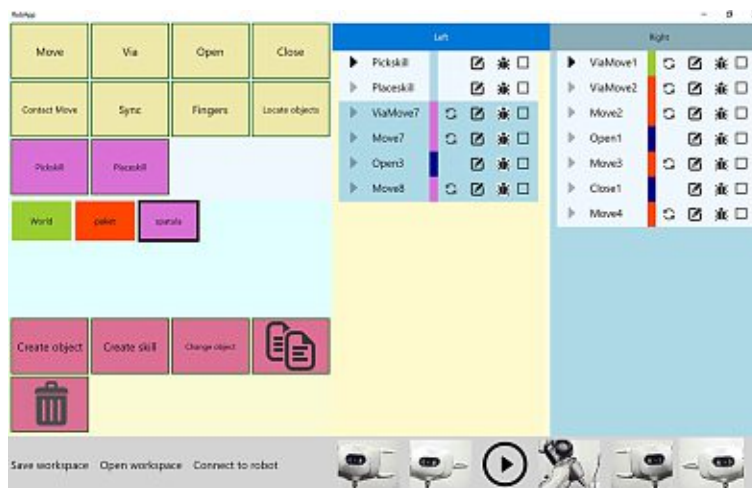 RobApp
Move Via Open Close
Contact Move Sync Fingers Locate objects
Pickskill Placeskill
World pallet spatula
Create object Create skill Change object
Save workspace Open workspace Connect to robot
Left
Pickskill
Placeskill
ViaMove7
Move7
Open3
Move8
Right
ViaMove1
ViaMove2
Move2
Open1
Move3
Close1
Move4